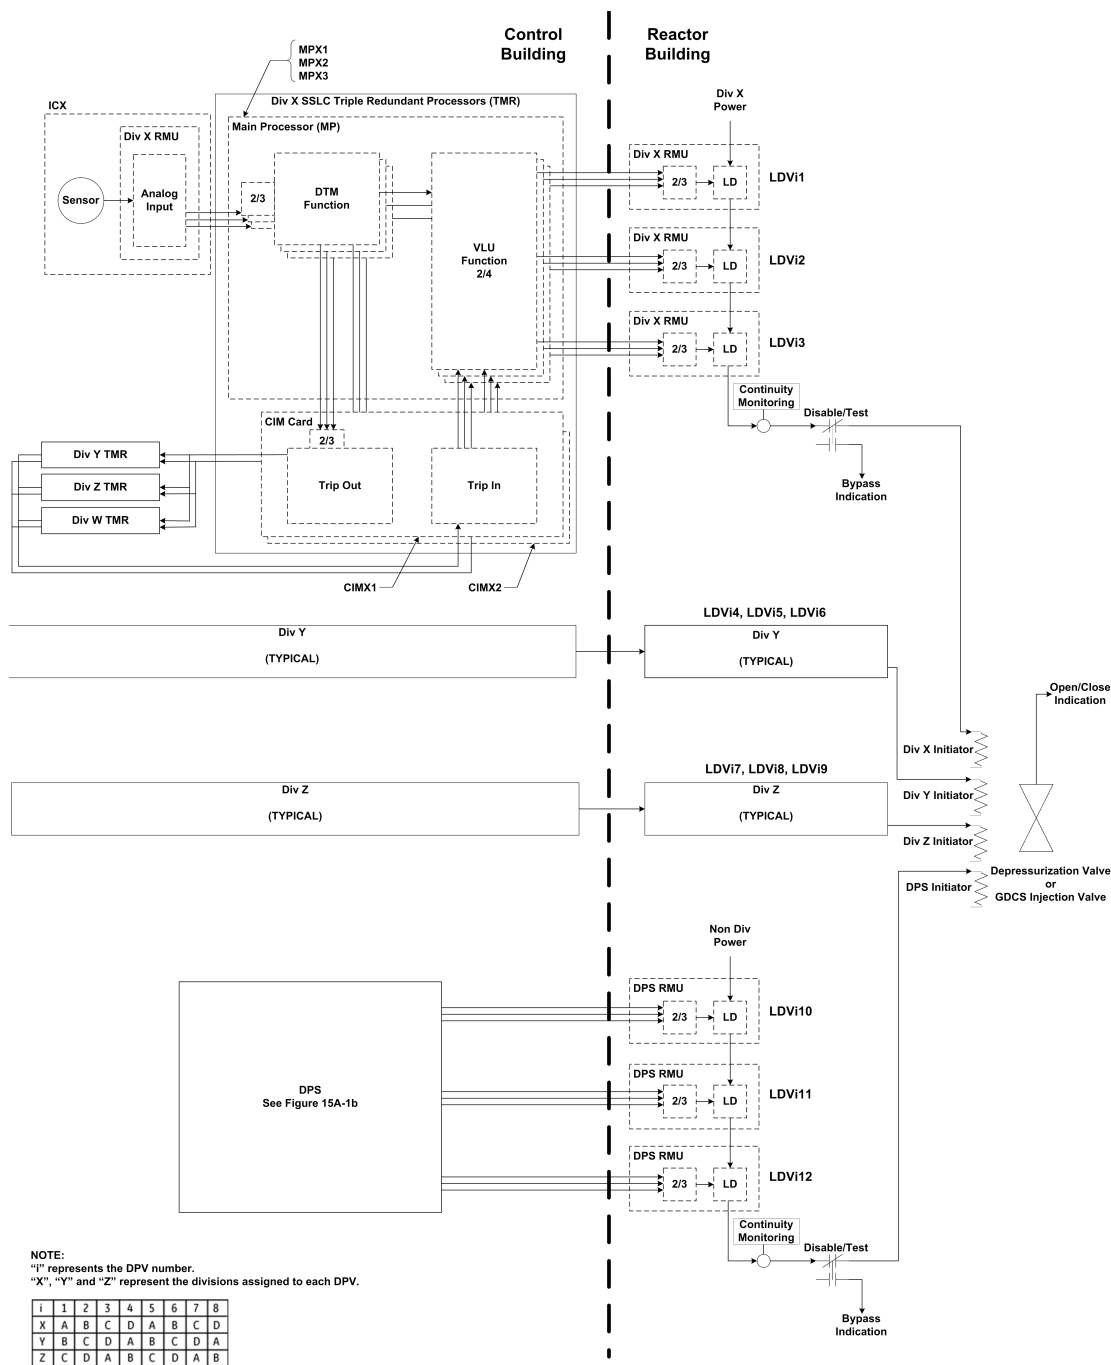 Control
Building
Reactor
Building
MPX1
MPX2
MPX3
ICX
Div X RMU
Sensor
Analog
Input
Div X SSLC Triple Redundant Processors (TMR)
Main Processor (MP)
2/3
DTM
Function
VLU
Function
2/4
CIM Card
2/3
Trip Out
Trip In
Div Y TMR
Div Z TMR
Div W TMR
CIMX1
CIMX2
Div X
Power
Div X RMU
2/3
LD
LDVi1
Div X RMU
2/3
LD
LDVi2
Div X RMU
2/3
LD
LDVi3
Continuity
Monitoring
Disable/Test
Bypass
Indication
Div Y
(TYPICAL)
LDVi4, LDVi5, LDVi6
Div Y
(TYPICAL)
Div Z
(TYPICAL)
LDVi7, LDVi8, LDVi9
Div Z
(TYPICAL)
Open/Close
Indication
Div X Initiator
Div Y Initiator
Div Z Initiator
DPS Initiator
Depressurization Valve
or
GDCS Injection Valve
Non Div
Power
DPS
See Figure 15A-1b
DPS RMU
2/3
LD
LDVi10
DPS RMU
2/3
LD
LDVi11
DPS RMU
2/3
LD
LDVi12
Continuity
Monitoring
Disable/Test
Bypass
Indication
NOTE:
“i” represents the DPV number.
“X”, “Y” and “Z” represent the divisions assigned to each DPV.
i 1 2 3 4 5 6 7 8
X A B C D A B C D
Y B C D A B C D A
Z C D A B C D A B